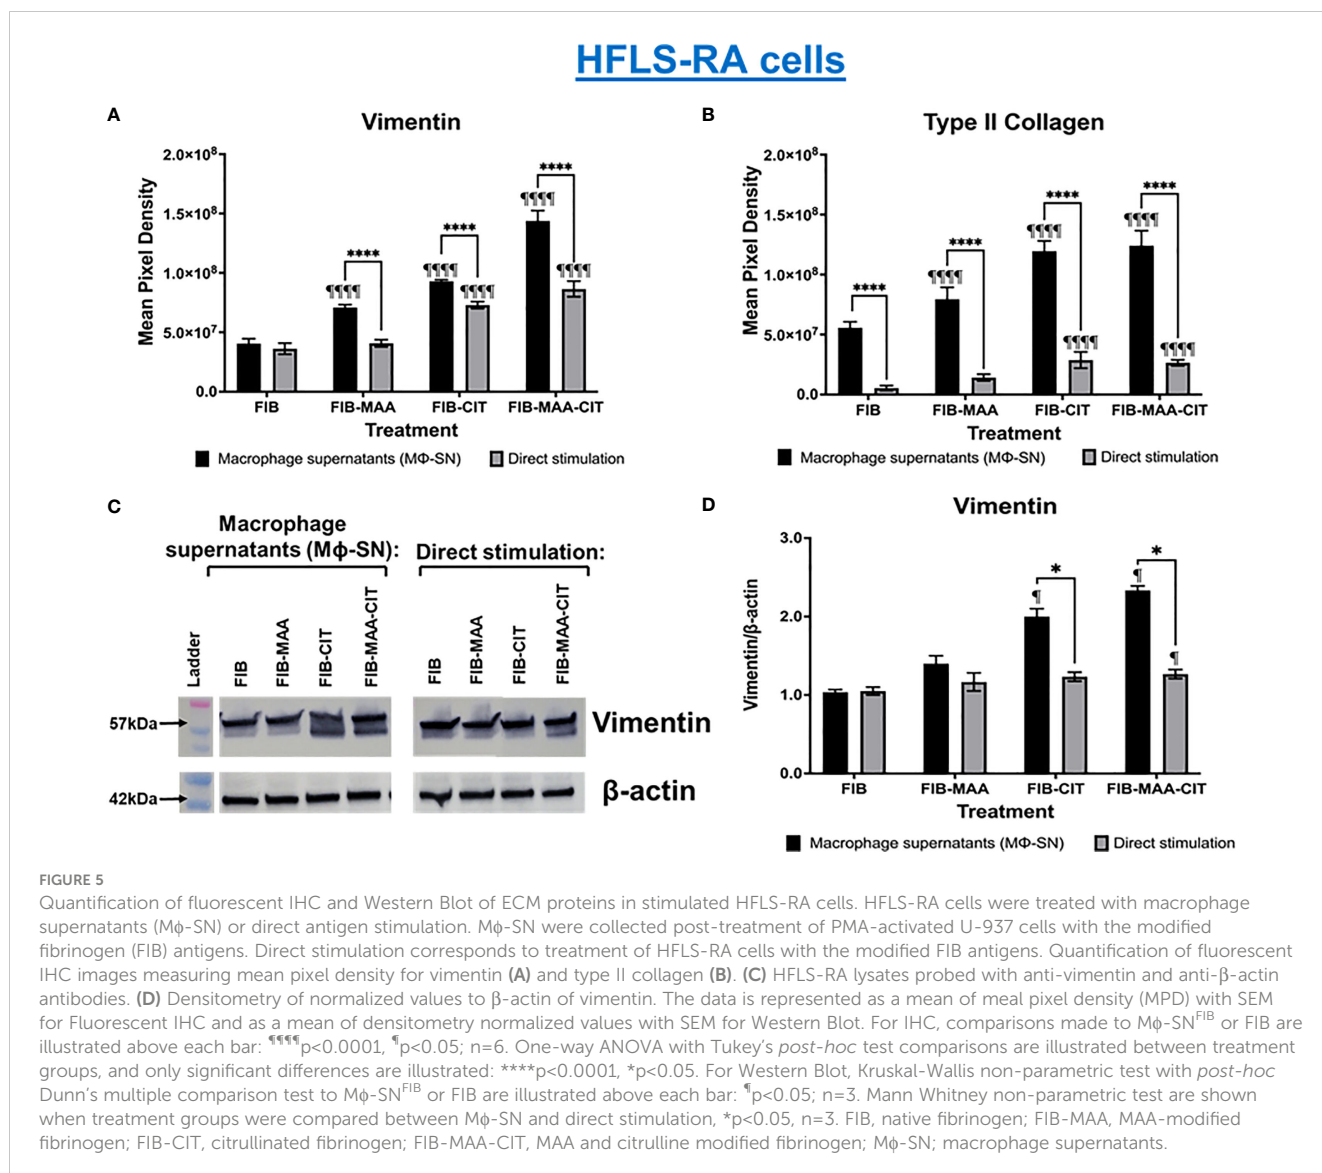 HFLS-RA cells
A
Vimentin
Mean Pixel Density
2.0×10⁸
1.5×10⁸
1.0×10⁸
5.0×10⁷
0.0
¶¶¶¶
****
¶¶¶¶
¶¶¶¶
****
¶¶¶¶
¶¶¶¶
****
FIB
FIB-MAA
FIB-CIT
FIB-MAA-CIT
Treatment
Macrophage supernatants (MΦ-SN)
Direct stimulation
B
Type II Collagen
Mean Pixel Density
2.0×10⁸
1.5×10⁸
1.0×10⁸
5.0×10⁷
0.0
****
¶¶¶¶
****
¶¶¶¶
¶¶¶¶
****
¶¶¶¶
¶¶¶¶
****
FIB
FIB-MAA
FIB-CIT
FIB-MAA-CIT
Treatment
Macrophage supernatants (MΦ-SN)
Direct stimulation
C
Macrophage
supernatants (Mϕ-SN):
Direct stimulation:
Ladder
FIB
FIB-MAA
FIB-CIT
FIB-MAA-CIT
FIB
FIB-MAA
FIB-CIT
FIB-MAA-CIT
57kDa
Vimentin
42kDa
β-actin
D
Vimentin
Vimentin/β-actin
3.0
2.0
1.0
0.0
¶
*
¶
¶
*
FIB
FIB-MAA
FIB-CIT
FIB-MAA-CIT
Treatment
Macrophage supernatants (MΦ-SN)
Direct stimulation
FIGURE 5
Quantification of fluorescent IHC and Western Blot of ECM proteins in stimulated HFLS-RA cells. HFLS-RA cells were treated with macrophage
supernatants (Mϕ-SN) or direct antigen stimulation. Mϕ-SN were collected post-treatment of PMA-activated U-937 cells with the modified
fibrinogen (FIB) antigens. Direct stimulation corresponds to treatment of HFLS-RA cells with the modified FIB antigens. Quantification of fluorescent
IHC images measuring mean pixel density for vimentin (A) and type II collagen (B). (C) HFLS-RA lysates probed with anti-vimentin and anti-β-actin
antibodies. (D) Densitometry of normalized values to β-actin of vimentin. The data is represented as a mean of meal pixel density (MPD) with SEM
for Fluorescent IHC and as a mean of densitometry normalized values with SEM for Western Blot. For IHC, comparisons made to Mϕ-SN^FIB or FIB are
illustrated above each bar: ¶¶¶¶p<0.0001, ¶p<0.05; n=6. One-way ANOVA with Tukey's post-hoc test comparisons are illustrated between treatment
groups, and only significant differences are illustrated: ****p<0.0001, *p<0.05. For Western Blot, Kruskal-Wallis non-parametric test with post-hoc
Dunn's multiple comparison test to Mϕ-SN^FIB or FIB are illustrated above each bar: ¶p<0.05; n=3. Mann Whitney non-parametric test are shown
when treatment groups were compared between Mϕ-SN and direct stimulation, *p<0.05, n=3. FIB, native fibrinogen; FIB-MAA, MAA-modified
fibrinogen; FIB-CIT, citrullinated fibrinogen; FIB-MAA-CIT, MAA and citrulline modified fibrinogen; Mϕ-SN; macrophage supernatants.